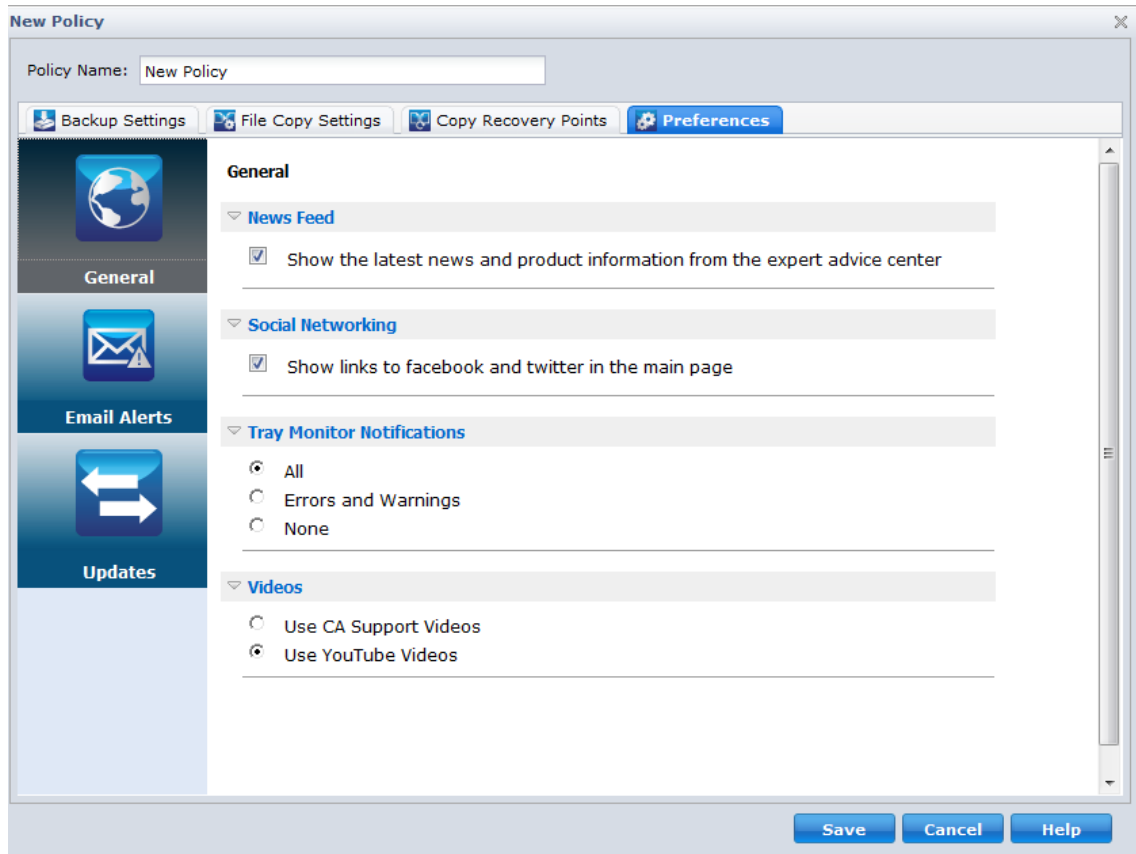 New Policy
Policy Name: New Policy
Backup Settings File Copy Settings Copy Recovery Points Preferences
General
Email Alerts
Updates
General
News Feed
Show the latest news and product information from the expert advice center
Social Networking
Show links to facebook and twitter in the main page
Tray Monitor Notifications
All
Errors and Warnings
None
Videos
Use CA Support Videos
Use YouTube Videos
Save Cancel Help